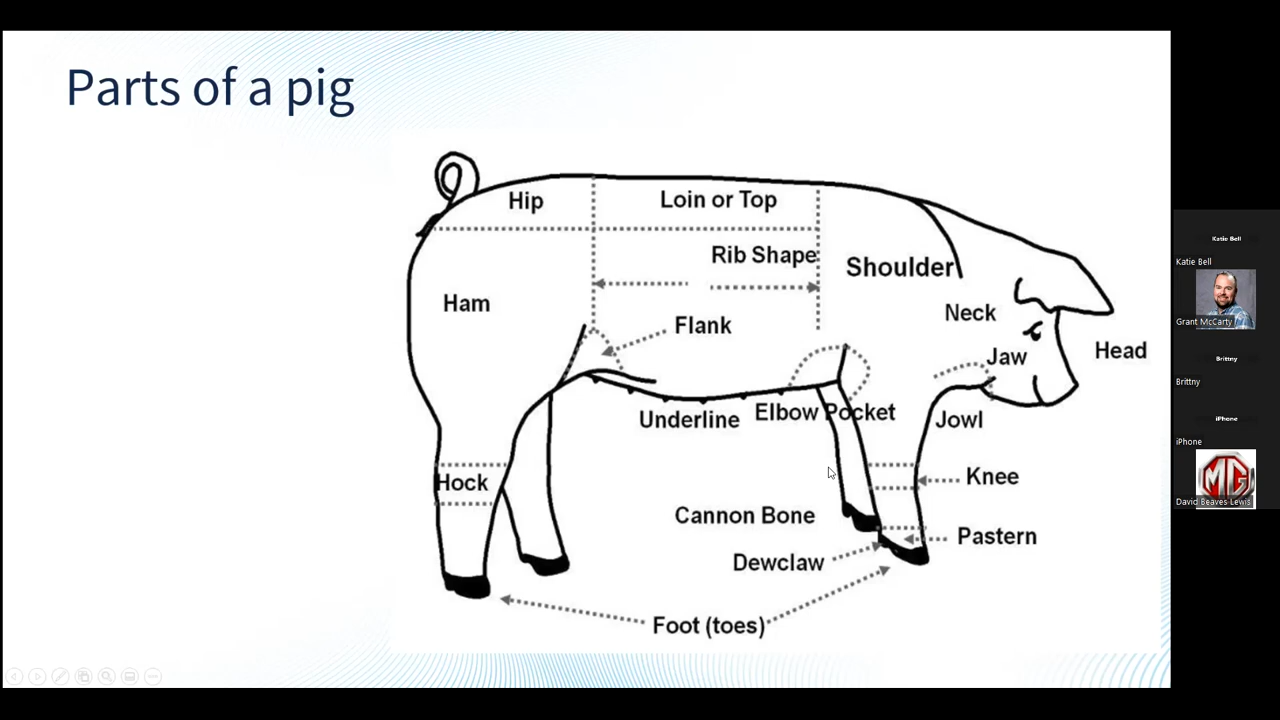 Parts of a pig
Hip
Loin or Top
Rib Shape
Shoulder
Ham
Neck
Flank
Jaw
Head
Underline
Elbow Pocket
Jowl
Hock
Knee
Cannon Bone
Pastern
Dewclaw
Foot (toes)
Katie Bell
Katie Bell
Grant McCarty
Brittny
Brittny
iPhone
iPhone
MG
David Beaves-Lewis